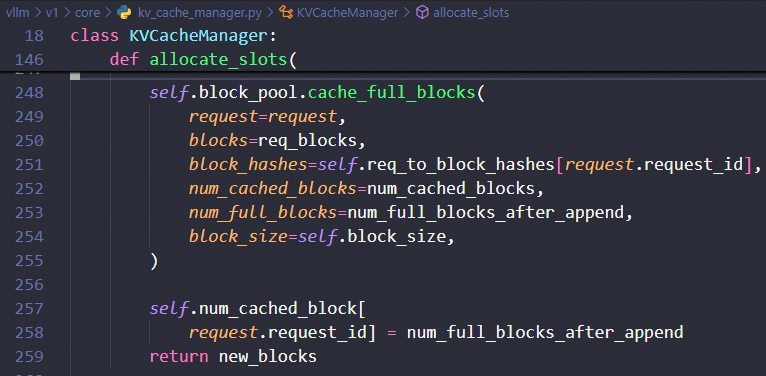 vllm > v1 > core > kv_cache_manager.py > KVCacheManager > allocate_slots
18 class KVCacheManager:
146     def allocate_slots(
248         self.block_pool.cache_full_blocks(
249             request=request,
250             blocks=req_blocks,
251             block_hashes=self.req_to_block_hashes[request.request_id],
252             num_cached_blocks=num_cached_blocks,
253             num_full_blocks=num_full_blocks_after_append,
254             block_size=self.block_size,
255         )
256
257         self.num_cached_block[
258             request.request_id] = num_full_blocks_after_append
259         return new_blocks